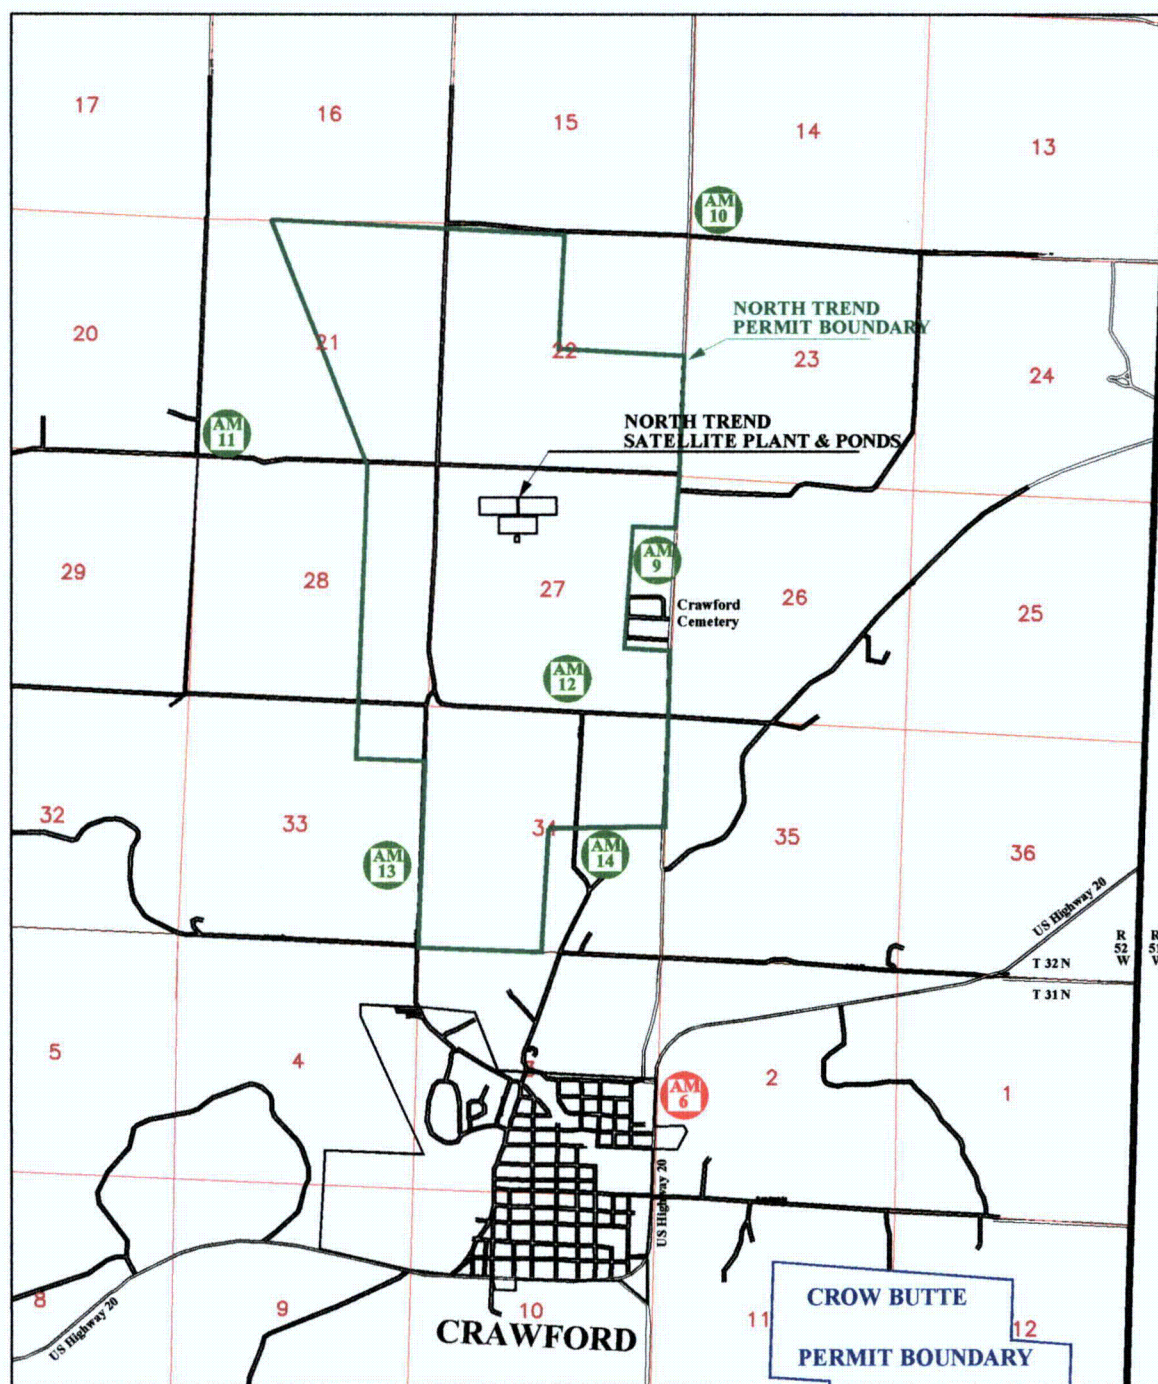 17
16
15
14
13
AM
10
NORTH TREND
PERMIT BOUNDARY
20
21
22
23
24
AM
11
NORTH TREND
SATELLITE PLANT & PONDS
AM
9
29
28
27
26
25
Crawford
Cemetery
AM
12
32
33
34
35
36
AM
13
AM
14
US Highway 20
R
52
W
R
T 32 N
T 31 N
5
4
2
1
AM
6
US Highway 20
8
9
10
11
12
US Highway 20
CRAWFORD
CROW BUTTE
PERMIT BOUNDARY